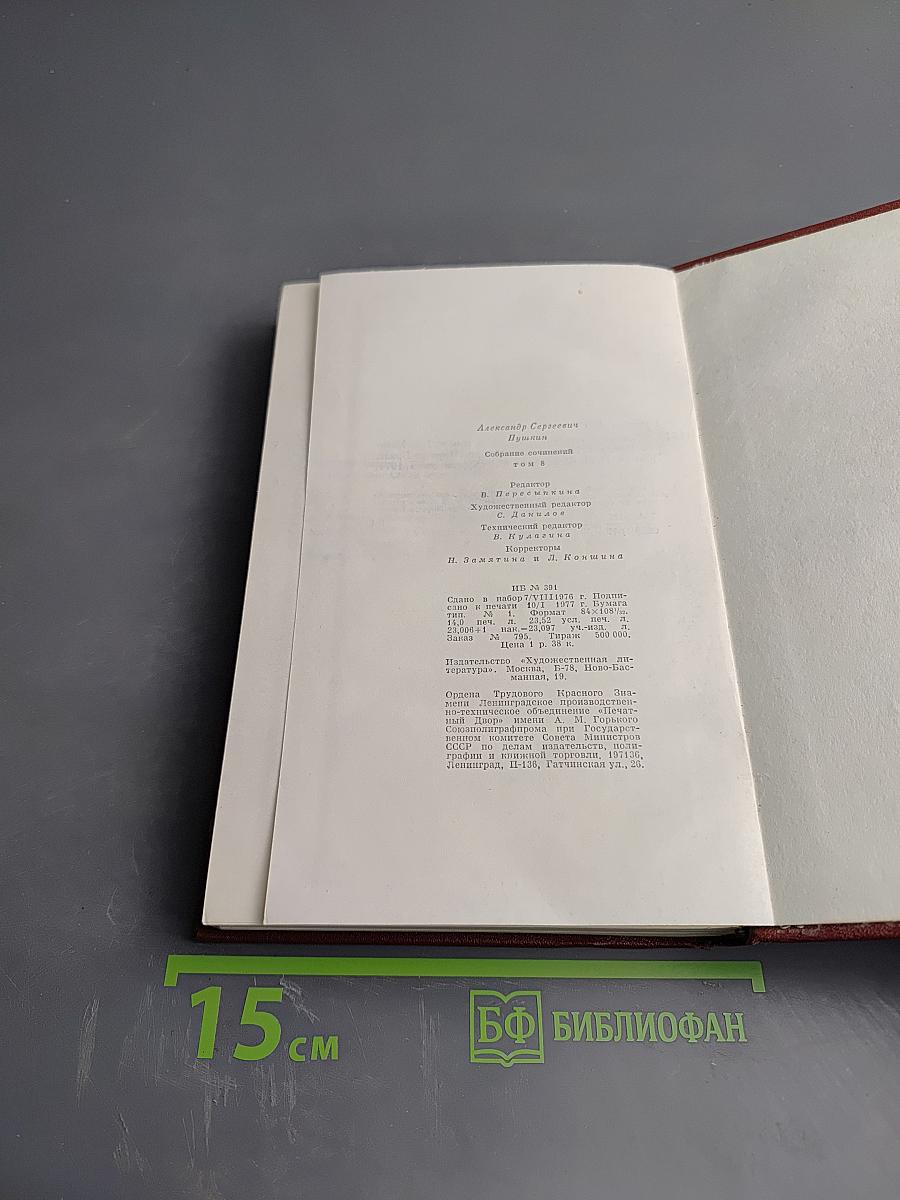 Александр Сергеевич
Пушкин
Собрание сочинений
том 8
Редактор
В. Пересыпкина
Художественный редактор
С. Данилов
Технический редактор
В. Кулагина
Корректоры
Н. Замятина и Л. Коншина
ИБ № 391
Сдано в набор 7/VIII 1976 г. Подпи-
сано к печати 10/I 1977 г. Бумага
тип. № 1. Формат 84×108¹/₃₂.
14,0 печ. л. 23,52 усл. печ. л.
23,006+1 нак.=23,097 уч.-изд. л.
Заказ № 795. Тираж 500 000.
Цена 1 р. 38 к.
Издательство «Художественная ли-
тература». Москва, Б-78, Ново-Бас-
манная, 19.
Ордена Трудового Красного Зна-
мени Ленинградское производствен-
но-техническое объединение «Печат-
ный Двор» имени А. М. Горького
Союзполиграфпрома при Государст-
венном комитете Совета Министров
СССР по делам издательств, поли-
графии и книжной торговли, 197136,
Ленинград, П-136, Гатчинская ул., 26.
15 см
БФ БИБЛИОФАН